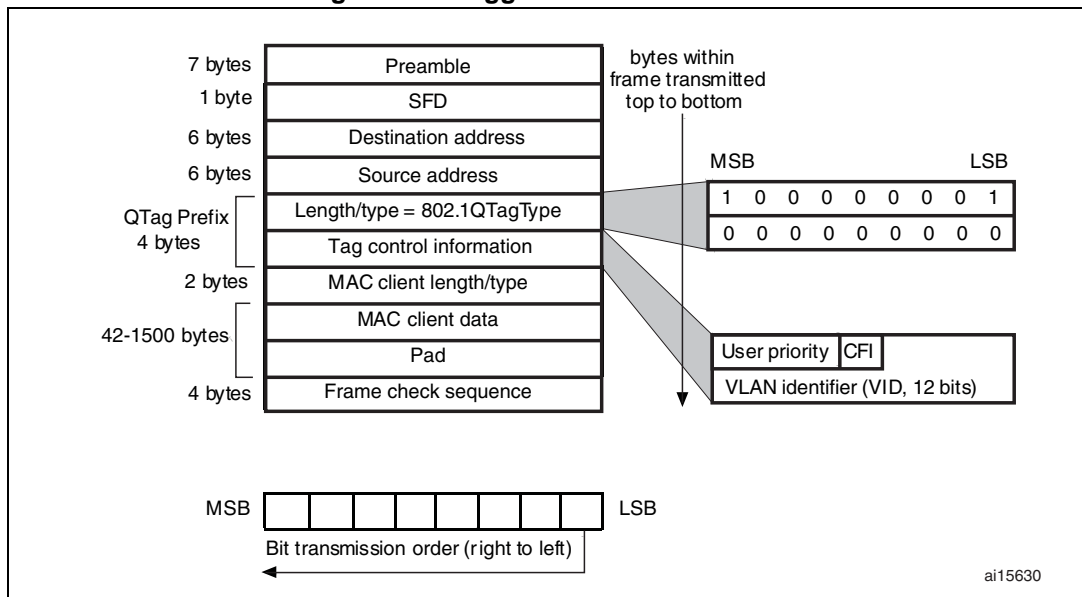 7 bytes
Preamble
1 byte
SFD
6 bytes
Destination address
6 bytes
Source address
QTag Prefix
4 bytes
Length/type = 802.1QTagType
Tag control information
2 bytes
MAC client length/type
42-1500 bytes
MAC client data
Pad
4 bytes
Frame check sequence
bytes within
frame transmitted
top to bottom
MSB LSB
1 0 0 0 0 0 0 0 0 1
0 0 0 0 0 0 0 0 0 0
User priority CFI
VLAN identifier (VID, 12 bits)
MSB LSB
Bit transmission order (right to left)
ai15630